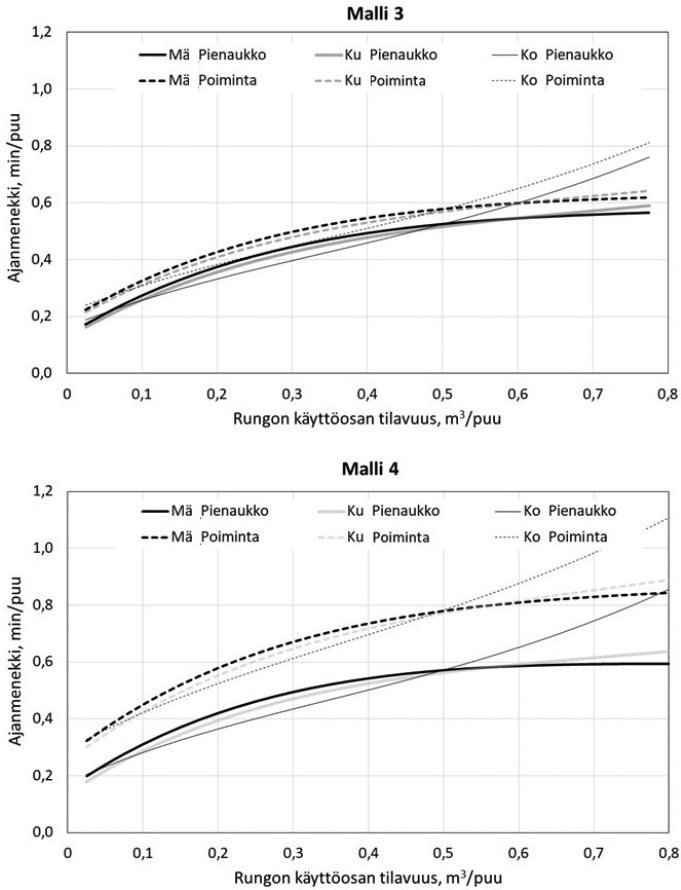 Malli 3
1,2
1,0
0,8
0,6
0,4
0,2
0,0
Ajanmenekki, min/puu
Mä Pienaukko
Ku Pienaukko
Ko Pienaukko
Mä Poiminta
Ku Poiminta
Ko Poiminta
0 0,1 0,2 0,3 0,4 0,5 0,6 0,7 0,8
Rungon käyttöosan tilavuus, m³/puu
Malli 4
1,2
1,0
0,8
0,6
0,4
0,2
0,0
Ajanmenekki, min/puu
Mä Pienaukko
Ku Pienaukko
Ko Pienaukko
Mä Poiminta
Ku Poiminta
Ko Poiminta
0 0,1 0,2 0,3 0,4 0,5 0,6 0,7 0,8
Rungon käyttöosan tilavuus, m³/puu